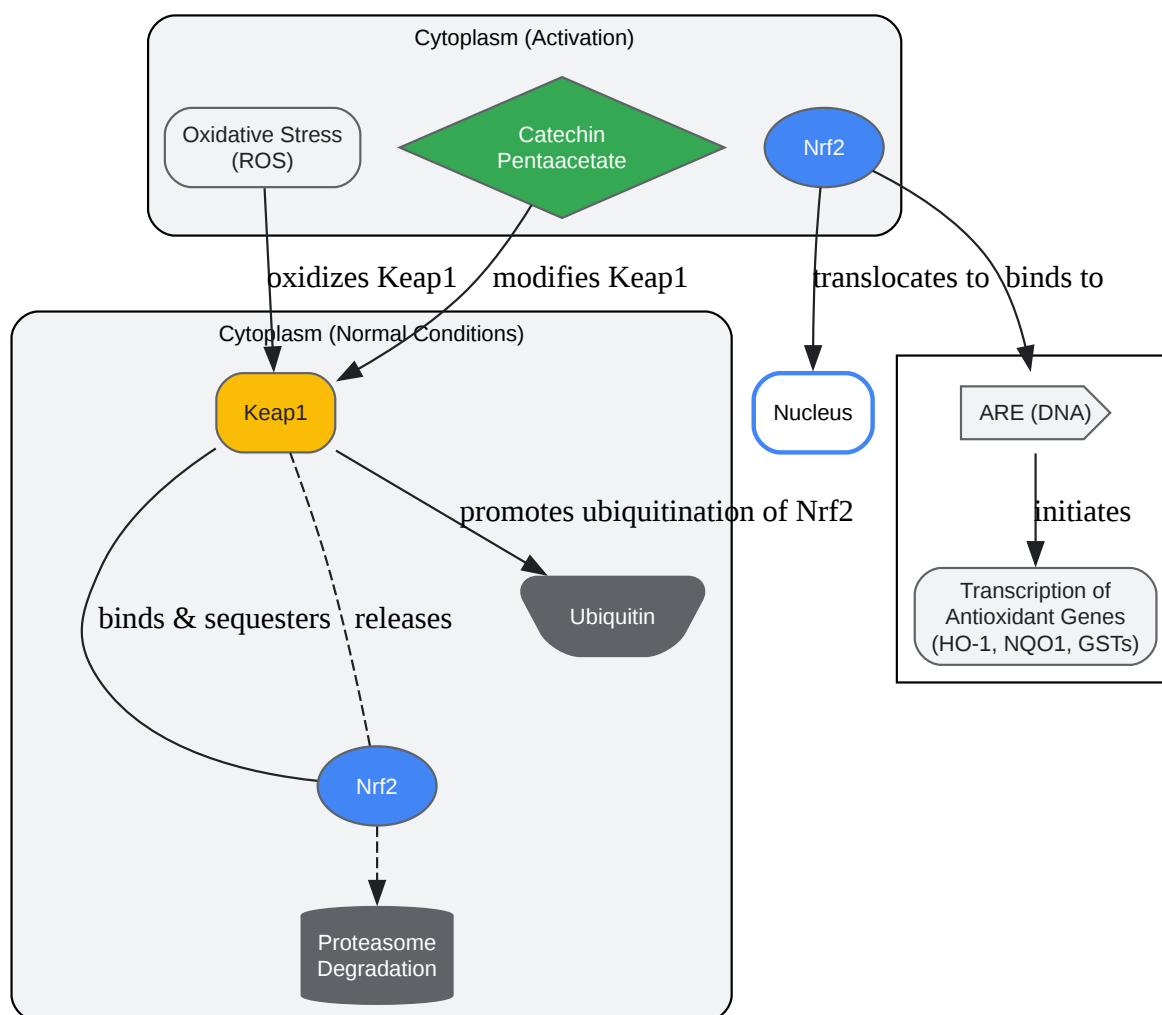 Cytoplasm (Activation)
Oxidative Stress
(ROS)
Catechin
Pentaacetate
Nrf2
oxidizes Keap1
modifies Keap1
translocates to
binds to
Cytoplasm (Normal Conditions)
Keap1
Nucleus
ARE (DNA)
promotes ubiquitination of Nrf2
initiates
binds & sequesters
releases
Ubiquitin
Transcription of
Antioxidant Genes
(HO-1, NQO1, GSTs)
Nrf2
Proteasome
Degradation